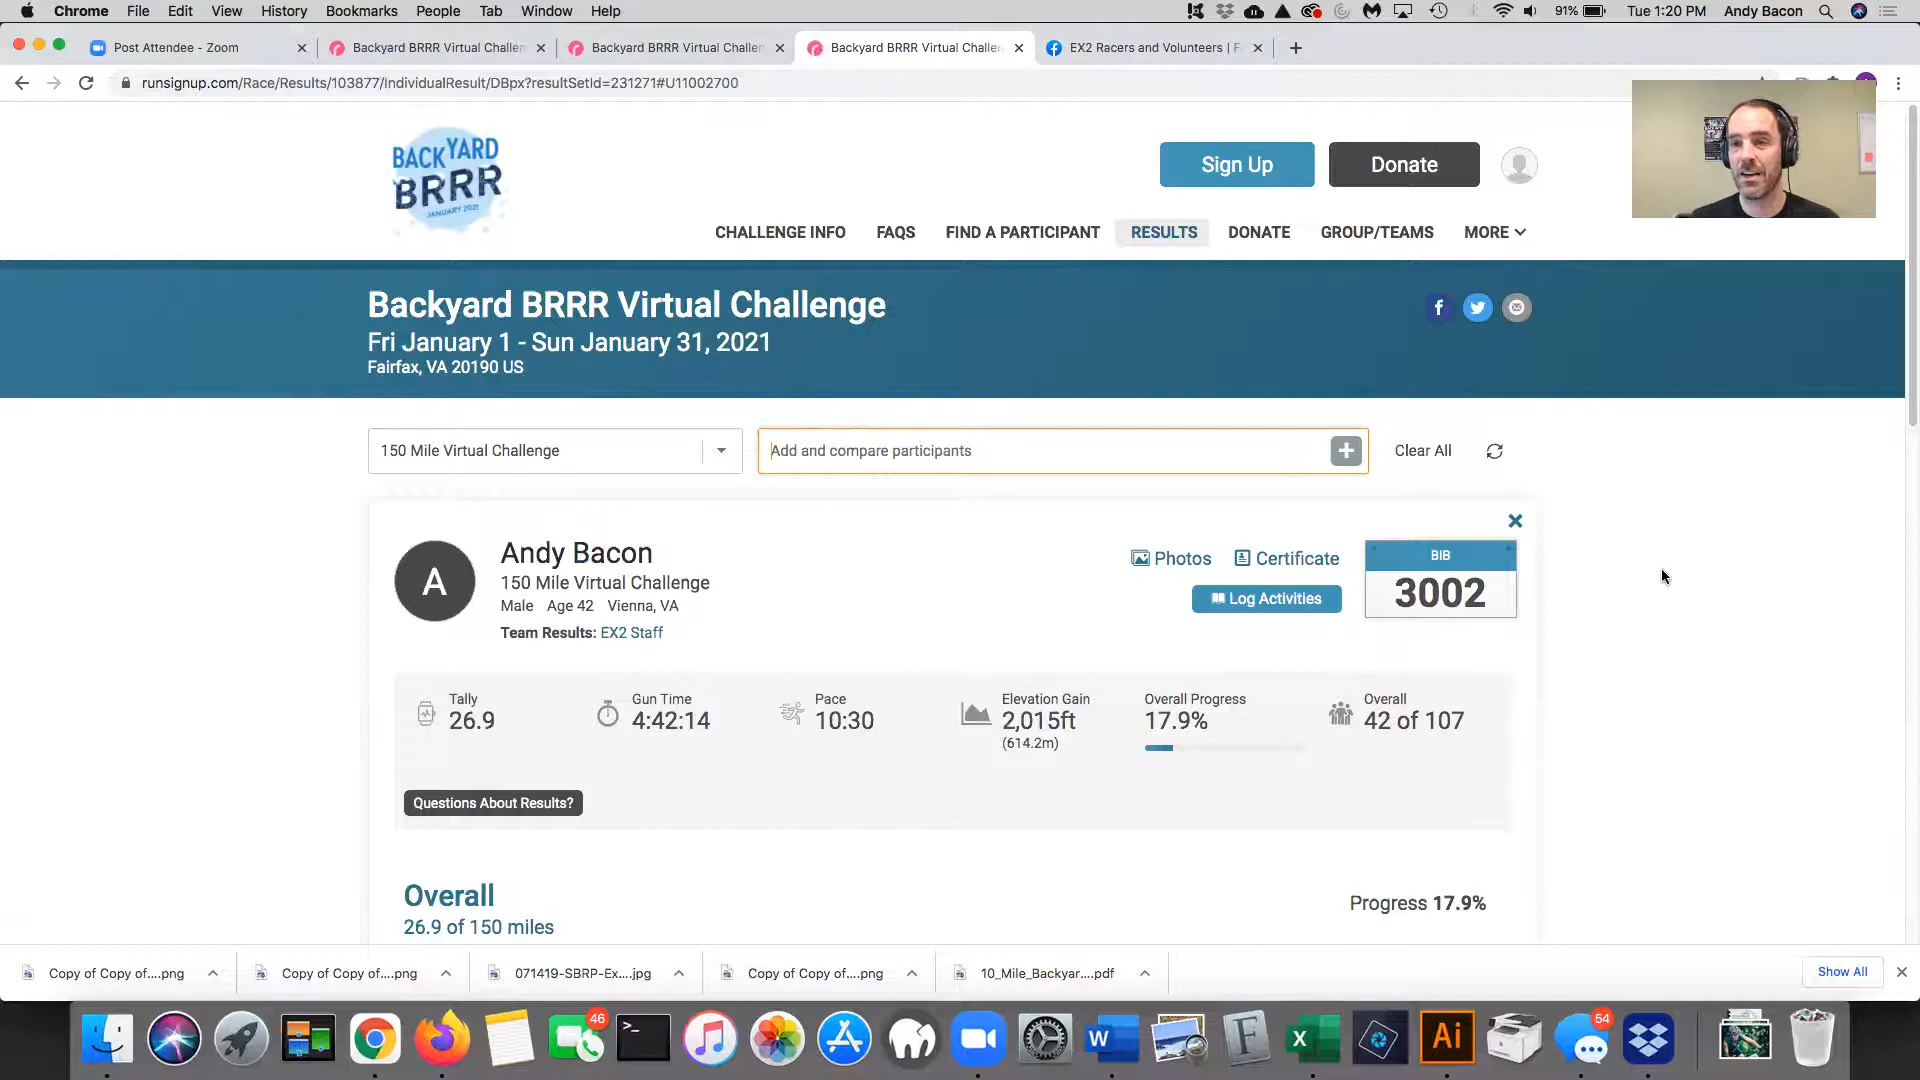 Chrome File Edit View History Bookmarks People Tab Window Help 91% Tue 1:20 PM Andy Bacon
Post Attendee - Zoom Backyard BRRR Virtual Challen Backyard BRRR Virtual Challen Backyard BRRR Virtual Challen EX2 Racers and Volunteers | F
runsignup.com/Race/Results/103877/IndividualResult/DBpx?resultSetId=231271#U11002700
BACKYARD
BRRR
JANUARY 2021
Sign Up Donate
CHALLENGE INFO FAQS FIND A PARTICIPANT RESULTS DONATE GROUP/TEAMS MORE
Backyard BRRR Virtual Challenge
Fri January 1 - Sun January 31, 2021
Fairfax, VA 20190 US
150 Mile Virtual Challenge Add and compare participants Clear All
A
Andy Bacon
150 Mile Virtual Challenge
Male Age 42 Vienna, VA
Team Results: EX2 Staff
Photos Certificate
Log Activities
BIB
3002
Tally
26.9
Gun Time
4:42:14
Pace
10:30
Elevation Gain
2,015ft
(614.2m)
Overall Progress
17.9%
Overall
42 of 107
Questions About Results?
Overall
26.9 of 150 miles
Progress 17.9%
Copy of Copy of....png Copy of Copy of....png 071419-SBRP-Ex....jpg Copy of Copy of....png 10_Mile_Backyar....pdf Show All
46 W F X Ai 54